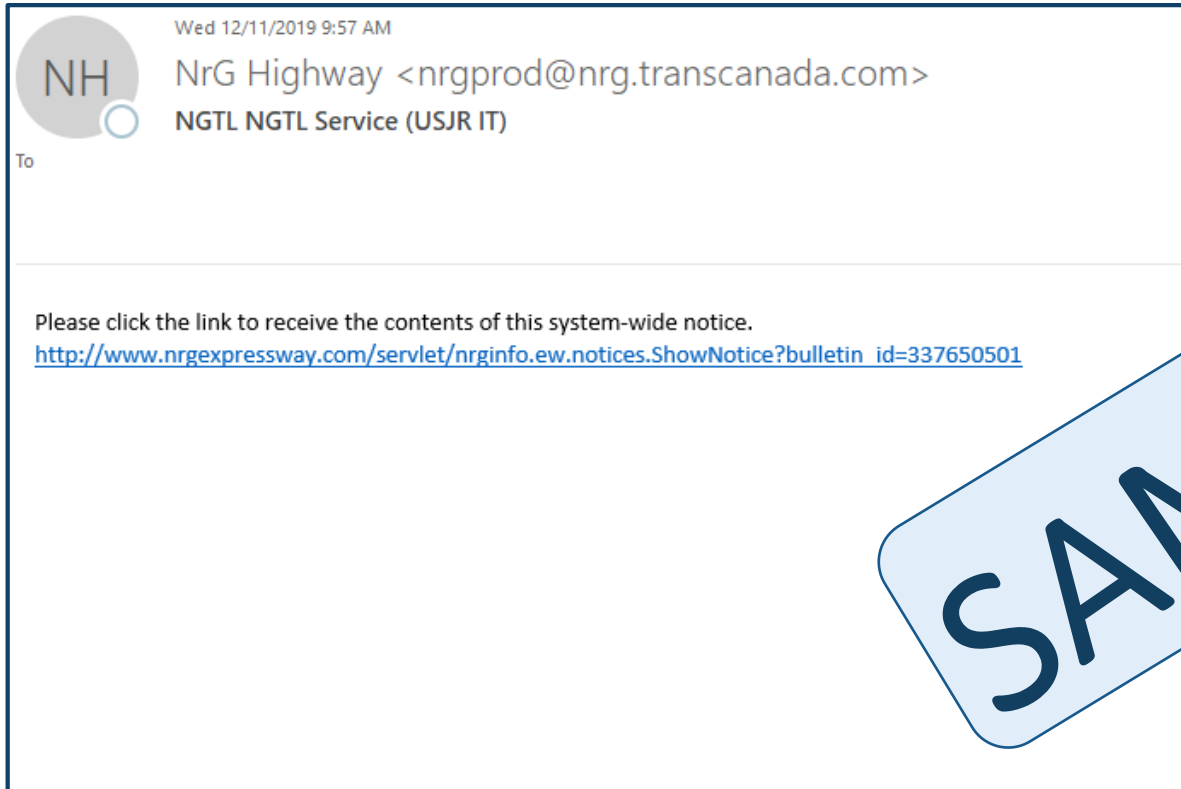 Wed 12/11/2019 9:57 AM
NH
NrG Highway <nrgprod@nrg.transcanada.com>
NGTL NGTL Service (USJR IT)
To
Please click the link to receive the contents of this system-wide notice.
http://www.nrgexpressway.com/servlet/nrginfo.ew.notices.ShowNotice?bulletin_id=337650501